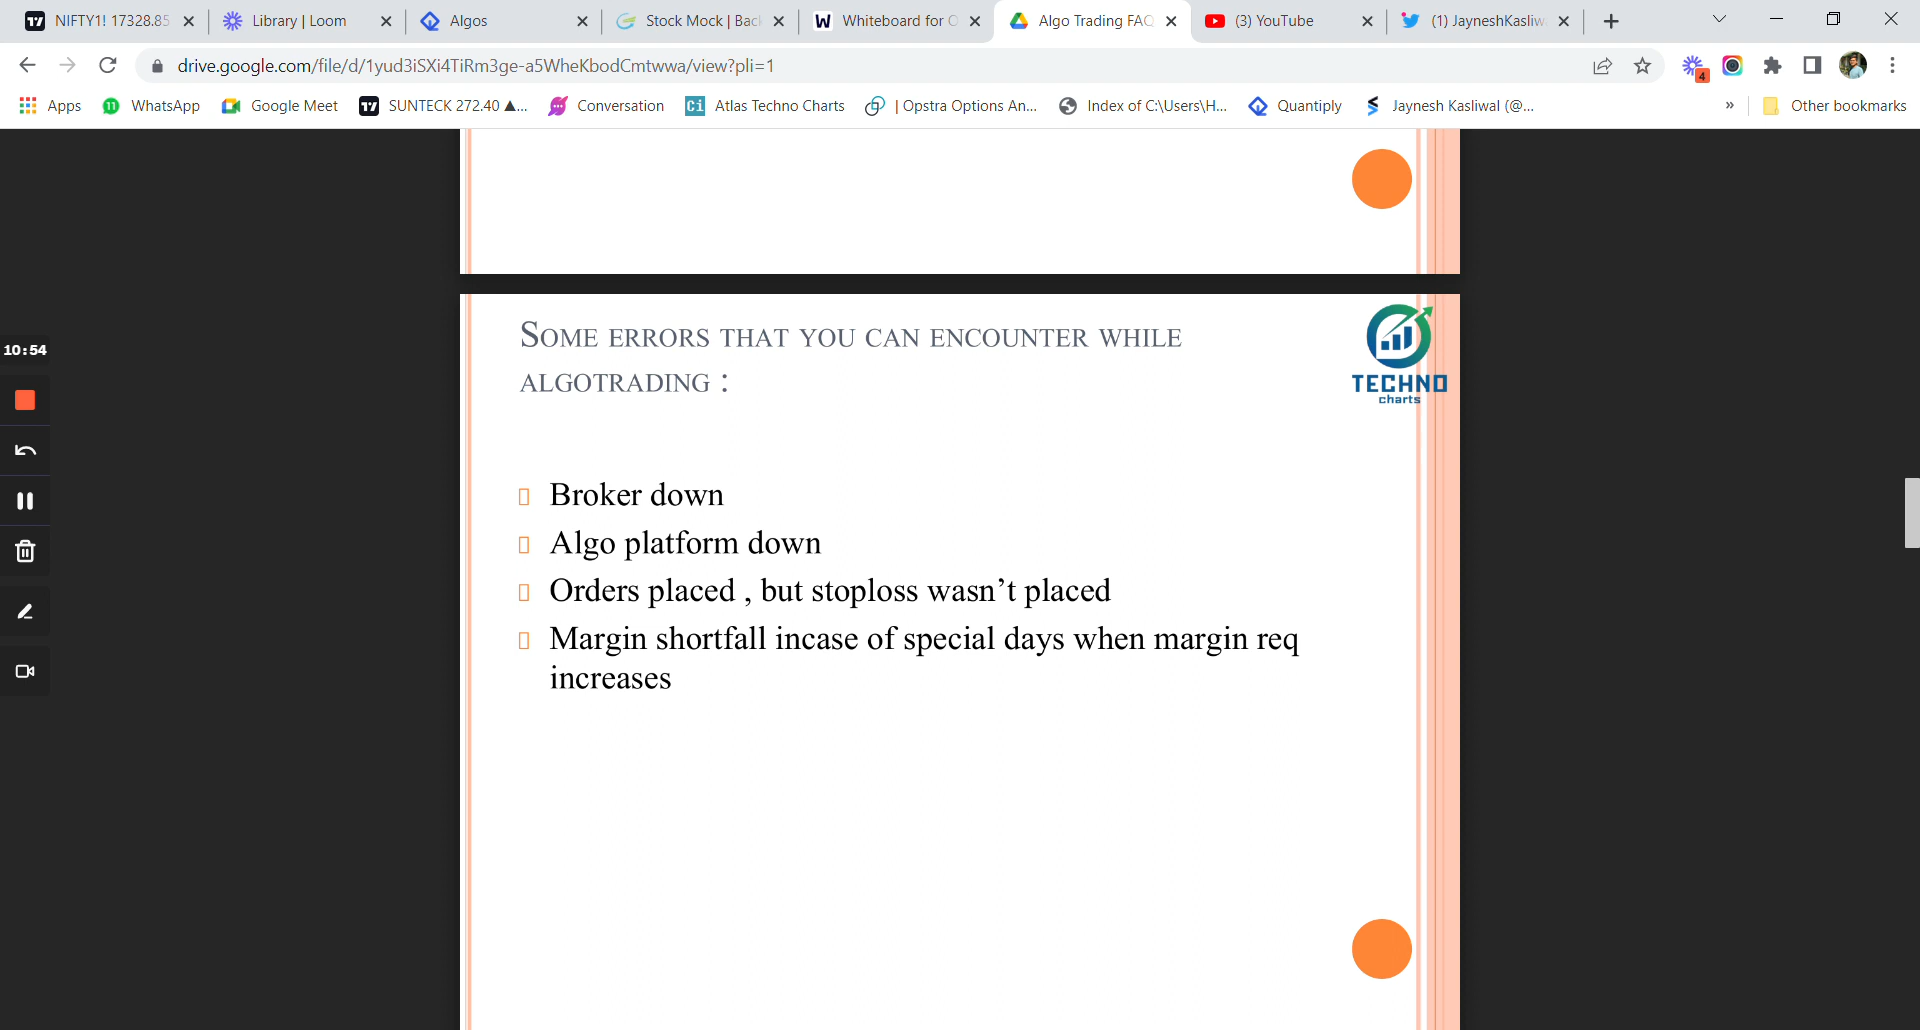 NIFTY1! 17328.85
Library | Loom
Algos
Stock Mock | Bac
Whiteboard for O
Algo Trading FAQ
(3) YouTube
(1) JayneshKasliw
drive.google.com/file/d/1yud3iSXi4TiRm3ge-a5WheKbodCmtwwa/view?pli=1
4
Apps
11
WhatsApp
Google Meet
SUNTECK 272.40 ▲...
Conversation
Ci
Atlas Techno Charts
| Opstra Options An...
Index of C:\Users\H...
Quantiply
Jaynesh Kasliwal (@...
»
Other bookmarks
SOME ERRORS THAT YOU CAN ENCOUNTER WHILE
ALGOTRADING :
TECHNO
charts
10:54
Broker down
Algo platform down
Orders placed , but stoploss wasn’t placed
Margin shortfall incase of special days when margin req
increases